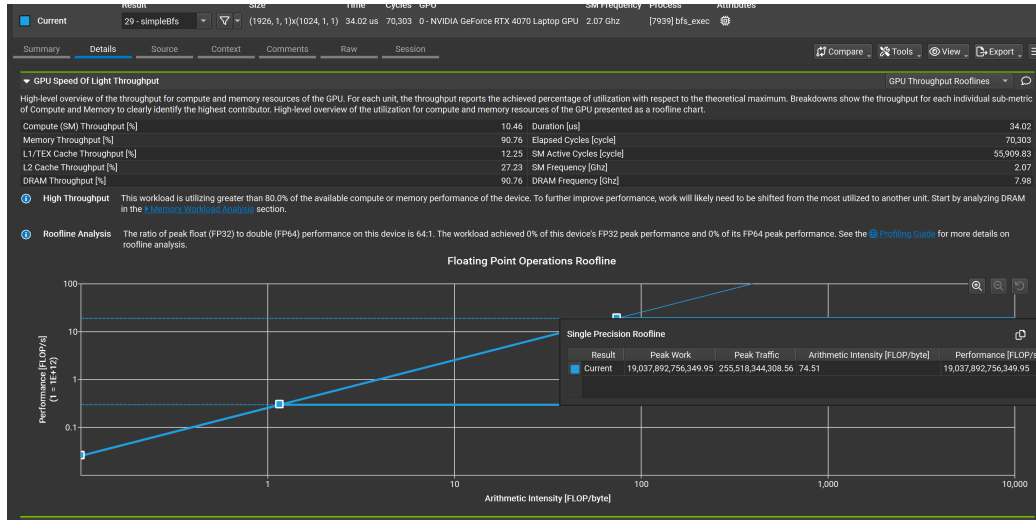 Result Size Time Cycles GPU SM Frequency Process Attributes
Current 29 - simpleBfs (1926, 1, 1)x(1024, 1, 1) 34.02 us 70,303 0 - NVIDIA GeForce RTX 4070 Laptop GPU 2.07 Ghz [7939] bfs_exec
Summary Details Source Context Comments Raw Session Compare Tools View Export
GPU Speed Of Light Throughput GPU Throughput Rooflines
High-level overview of the throughput for compute and memory resources of the GPU. For each unit, the throughput reports the achieved percentage of utilization with respect to the theoretical maximum. Breakdowns show the throughput for each individual sub-metric
of Compute and Memory to clearly identify the highest contributor. High-level overview of the utilization for compute and memory resources of the GPU presented as a roofline chart.
Compute (SM) Throughput [%] 10.46 Duration [us] 34.02
Memory Throughput [%] 90.76 Elapsed Cycles [cycle] 70,303
L1/TEX Cache Throughput [%] 12.25 SM Active Cycles [cycle] 55,909.83
L2 Cache Throughput [%] 27.23 SM Frequency [Ghz] 2.07
DRAM Throughput [%] 90.76 DRAM Frequency [Ghz] 7.98
High Throughput This workload is utilizing greater than 80.0% of the available compute or memory performance of the device. To further improve performance, work will likely need to be shifted from the most utilized to another unit. Start by analyzing DRAM
in the Memory Workload Analysis section.
Roofline Analysis The ratio of peak float (FP32) to double (FP64) performance on this device is 64:1. The workload achieved 0% of this device's FP32 peak performance and 0% of its FP64 peak performance. See the Profiling Guide for more details on
roofline analysis.
Floating Point Operations Roofline
100
10
1
0.1
Performance [FLOP/s]
(1 = 1E+12)
Single Precision Roofline
Result Peak Work Peak Traffic Arithmetic Intensity [FLOP/byte] Performance [FLOP/s
Current 19,037,892,756,349.95 255,518,344,308.56 74.51 19,037,892,756,349.95
1 10 100 1,000 10,000
Arithmetic Intensity [FLOP/byte]